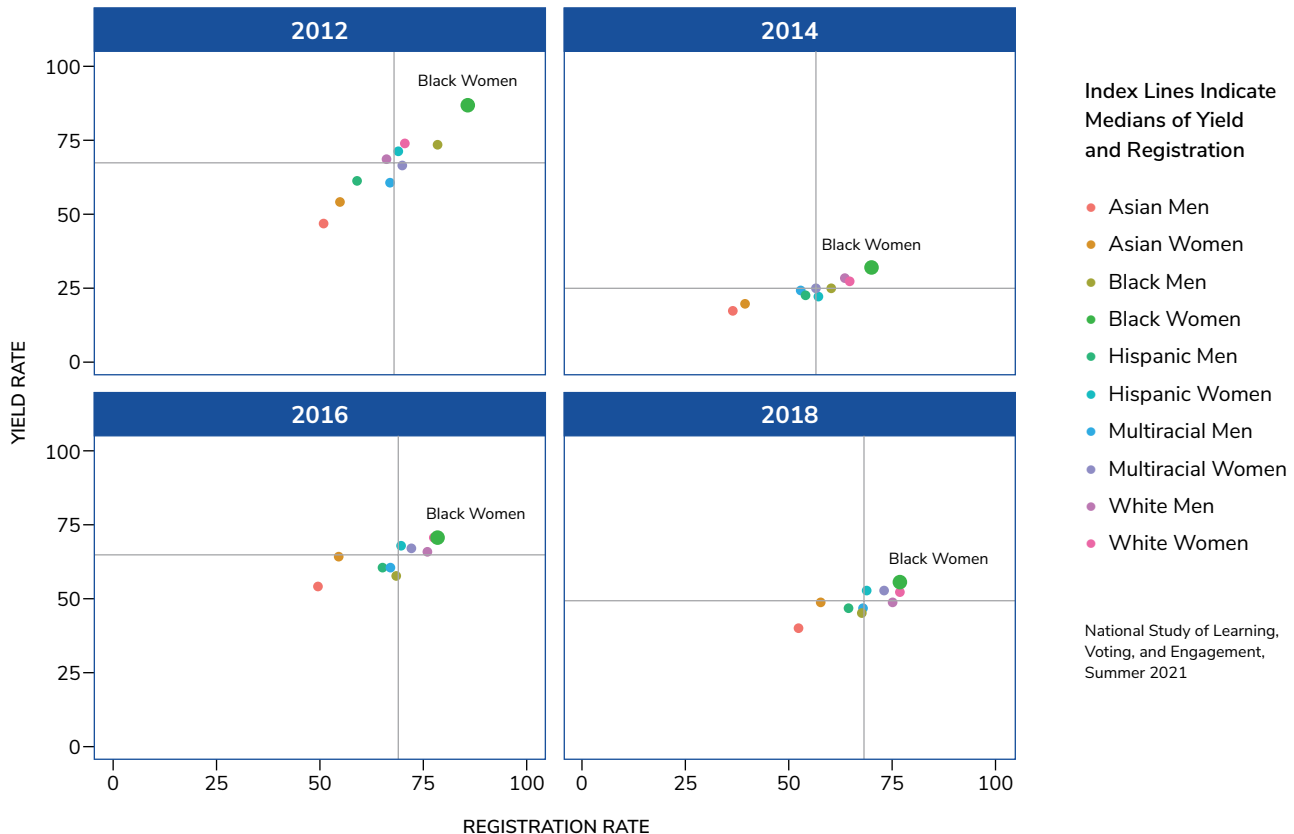 2012
2014
100
75
50
25
0
Black Women
Black Women
YIELD RATE
2016
2018
100
75
50
25
0
Black Women
Black Women
0
25
50
75
100
0
25
50
75
100
REGISTRATION RATE
Index Lines Indicate
Medians of Yield
and Registration
Asian Men
Asian Women
Black Men
Black Women
Hispanic Men
Hispanic Women
Multiracial Men
Multiracial Women
White Men
White Women
National Study of Learning,
Voting, and Engagement,
Summer 2021